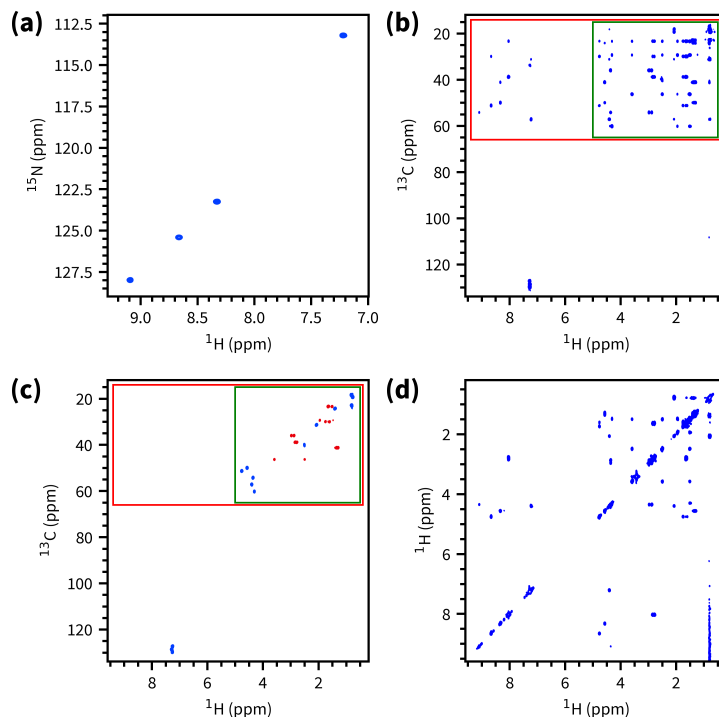 (a)
112.5
115.0
117.5
120.0
122.5
125.0
127.5
¹⁵N (ppm)
9.0 8.5 8.0 7.5 7.0
¹H (ppm)
(b)
20
40
60
80
100
120
¹³C (ppm)
8 6 4 2
¹H (ppm)
(c)
20
40
60
80
100
120
¹³C (ppm)
8 6 4 2
¹H (ppm)
(d)
2
4
6
8
¹H (ppm)
8 6 4 2
¹H (ppm)